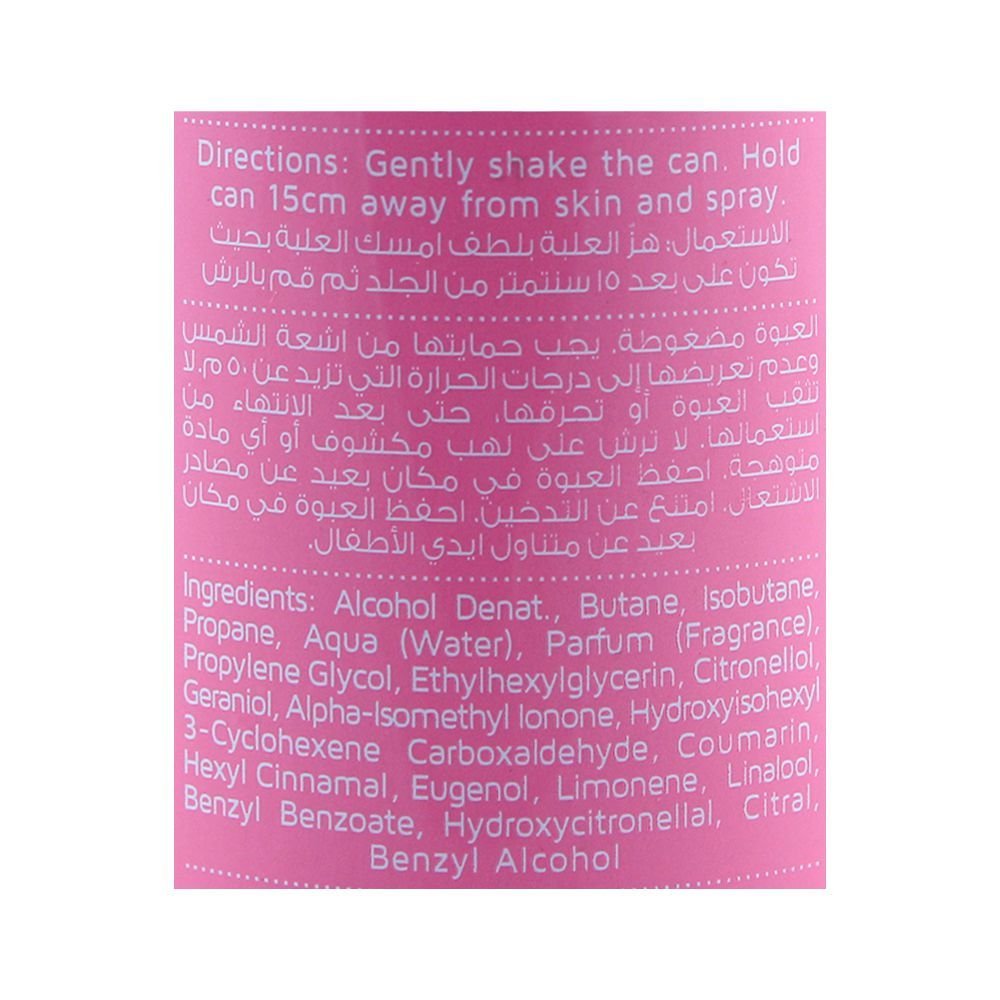 Directions: Gently shake the can. Hold
can 15cm away from skin and spray.
الاستعمال: هزّ العلبة بلطف امسك العلبة بحيث
تكون على بعد ١٥ سنتمتر من الجلد ثم قم بالرش
العبوة مضغوطة. يجب حمايتها من اشعة الشمس
وعدم تعريضها إلى درجات الحرارة التي تزيد عن ٥٠ م. لا
تثقب العبوة أو تحرقها، حتى بعد الانتهاء من
استعمالها. لا ترش على لهب مكشوف أو أي مادة
متوهجة. احفظ العبوة في مكان بعيد عن مصادر
الاشتعال. امتنع عن التدخين. احفظ العبوة في مكان
بعيد عن متناول ايدي الأطفال.
Ingredients: Alcohol Denat., Butane, Isobutane,
Propane, Aqua (Water), Parfum (Fragrance),
Propylene Glycol, Ethylhexylglycerin, Citronellol,
Geraniol, Alpha-Isomethyl Ionone, Hydroxyisohexyl
3-Cyclohexene Carboxaldehyde, Coumarin,
Hexyl Cinnamal, Eugenol, Limonene, Linalool,
Benzyl Benzoate, Hydroxycitronellal, Citral,
Benzyl Alcohol